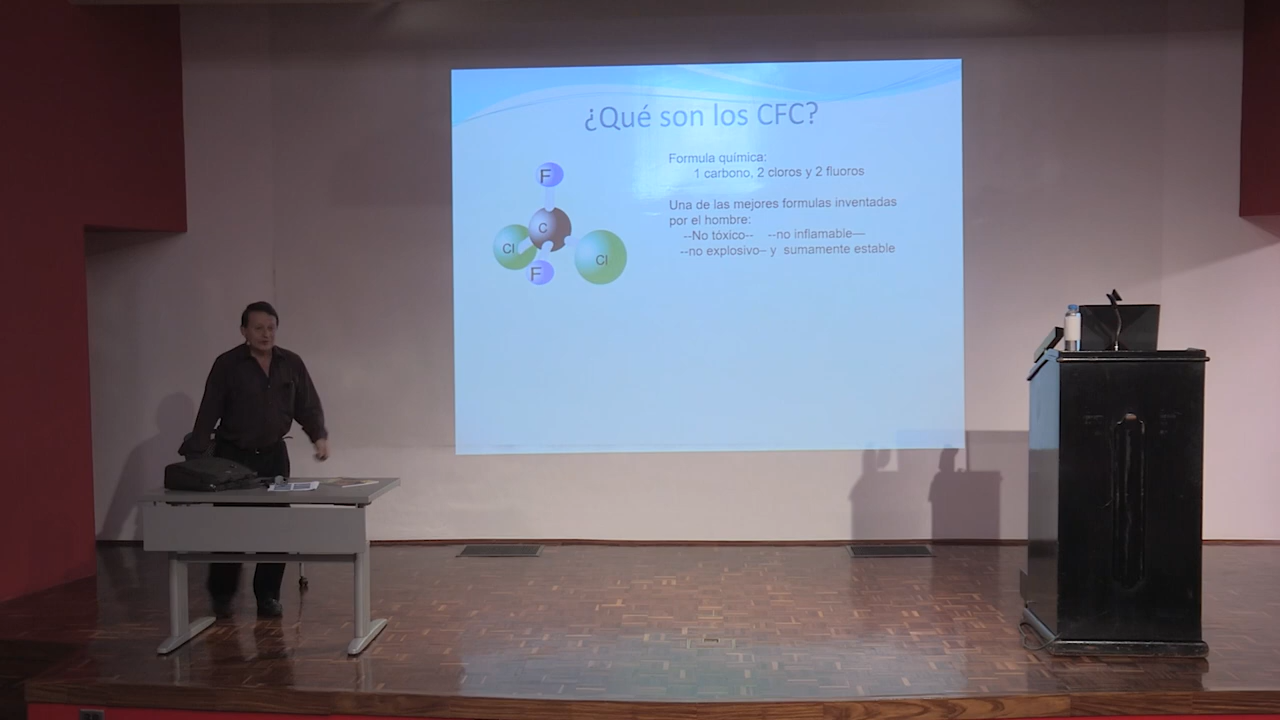 ¿Qué son los CFC?
Formula química:
1 carbono, 2 cloros y 2 fluoros
Una de las mejores formulas inventadas
por el hombre:
--No tóxico-- --no inflamable—
--no explosivo– y sumamente estable
F
C
Cl
Cl
F